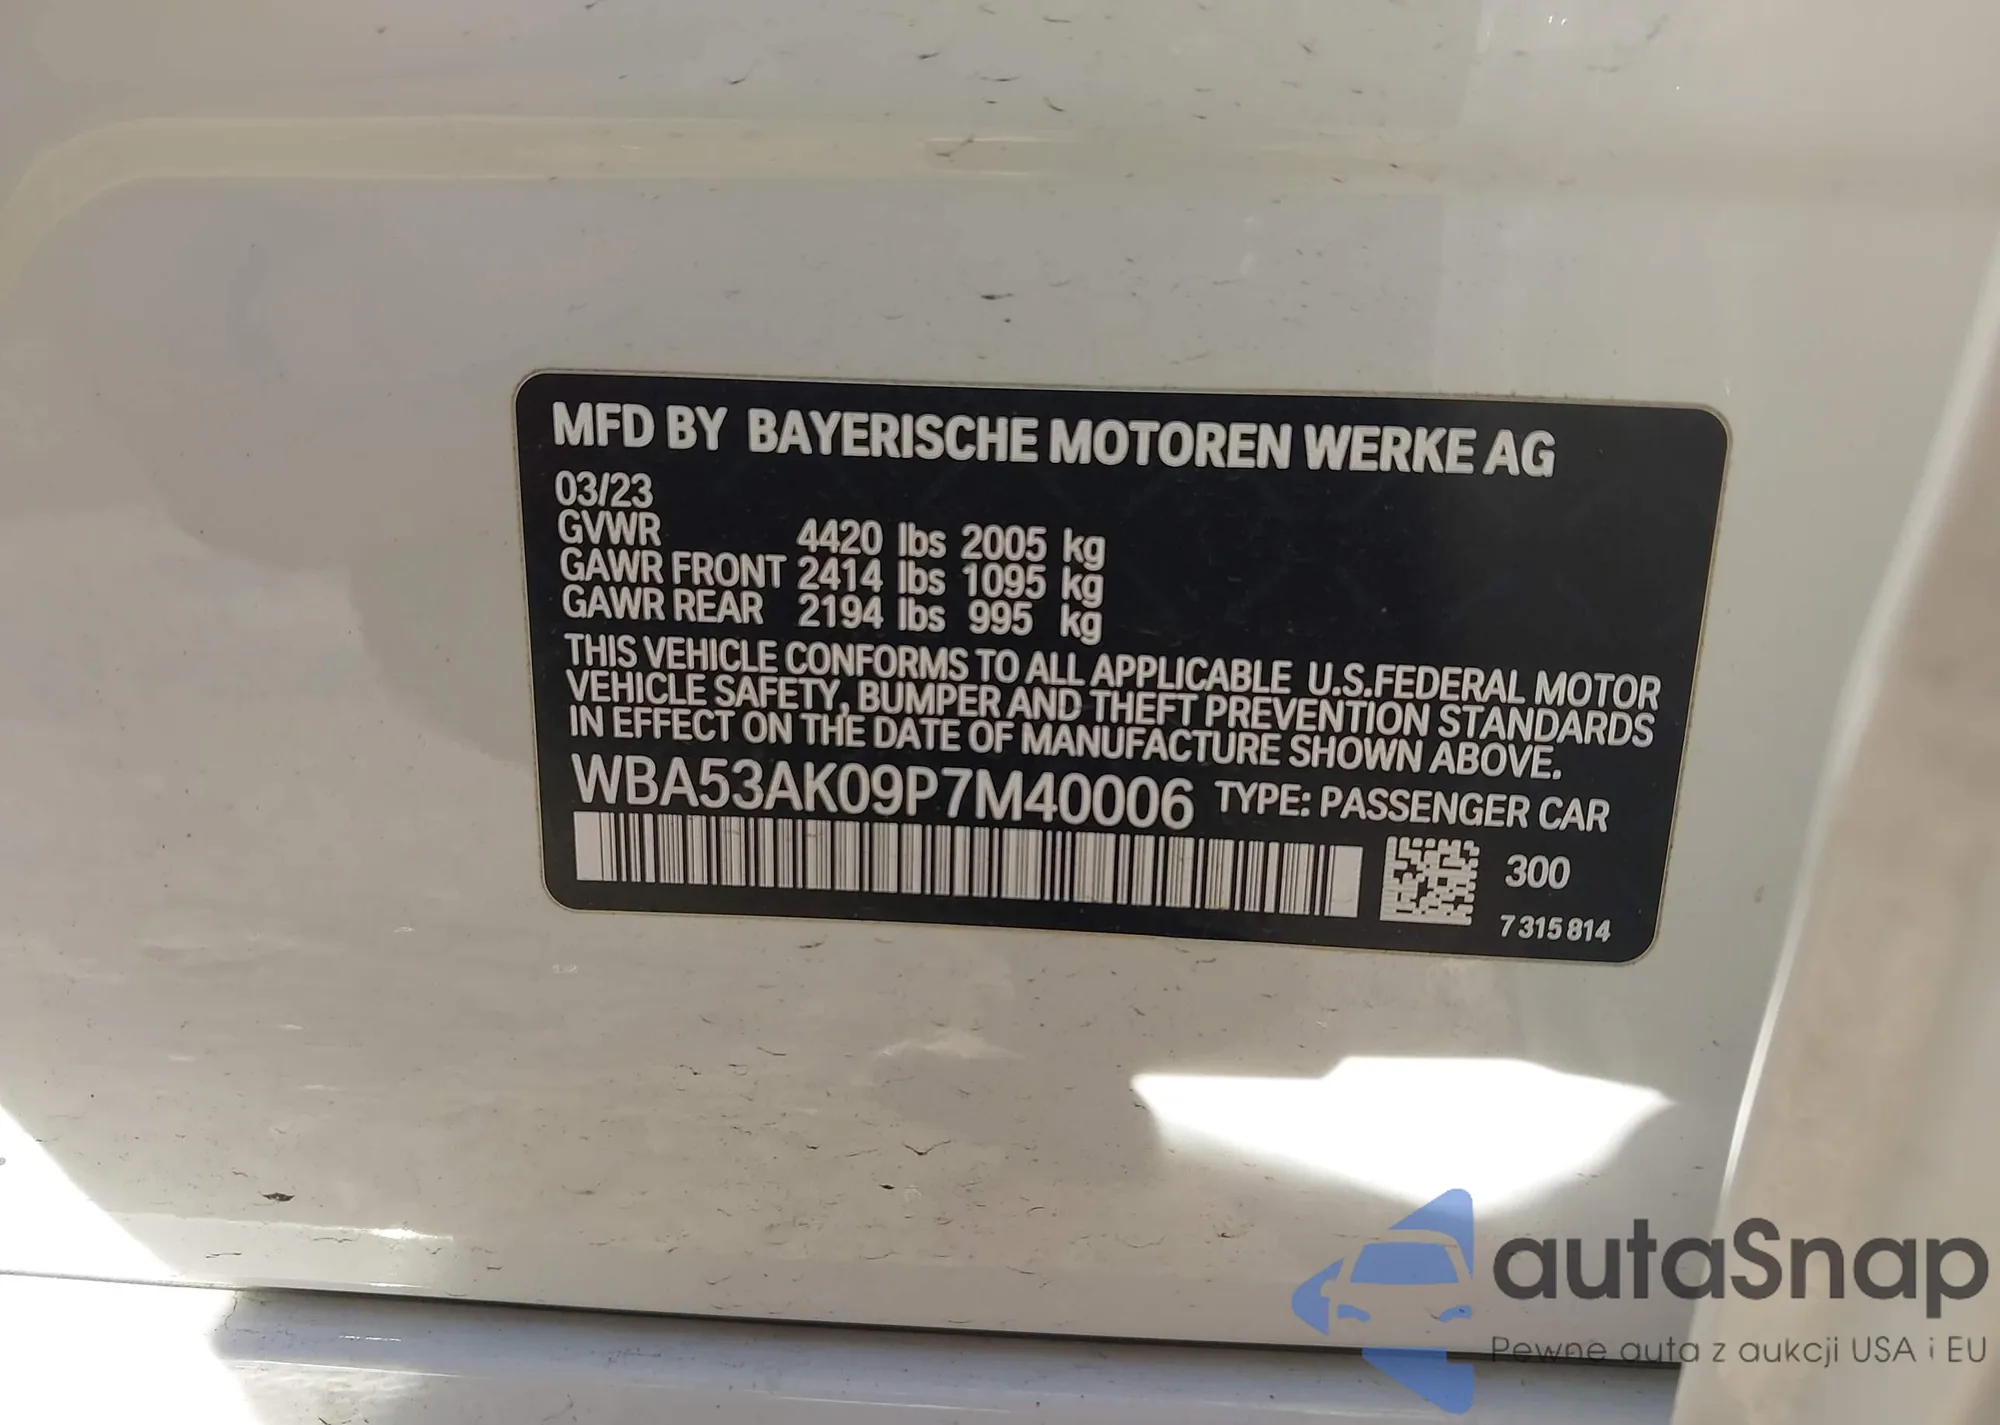 MFD BY BAYERISCHE MOTOREN WERKE AG
03/23
GVWR 4420 lbs 2005 kg
GAWR FRONT 2414 lbs 1095 kg
GAWR REAR 2194 lbs 995 kg
THIS VEHICLE CONFORMS TO ALL APPLICABLE U.S.FEDERAL MOTOR
VEHICLE SAFETY, BUMPER AND THEFT PREVENTION STANDARDS
IN EFFECT ON THE DATE OF MANUFACTURE SHOWN ABOVE.
WBA53AK09P7M40006 TYPE: PASSENGER CAR
300
7 315 814
autaSnap
Pewne auta z aukcji USA i EU